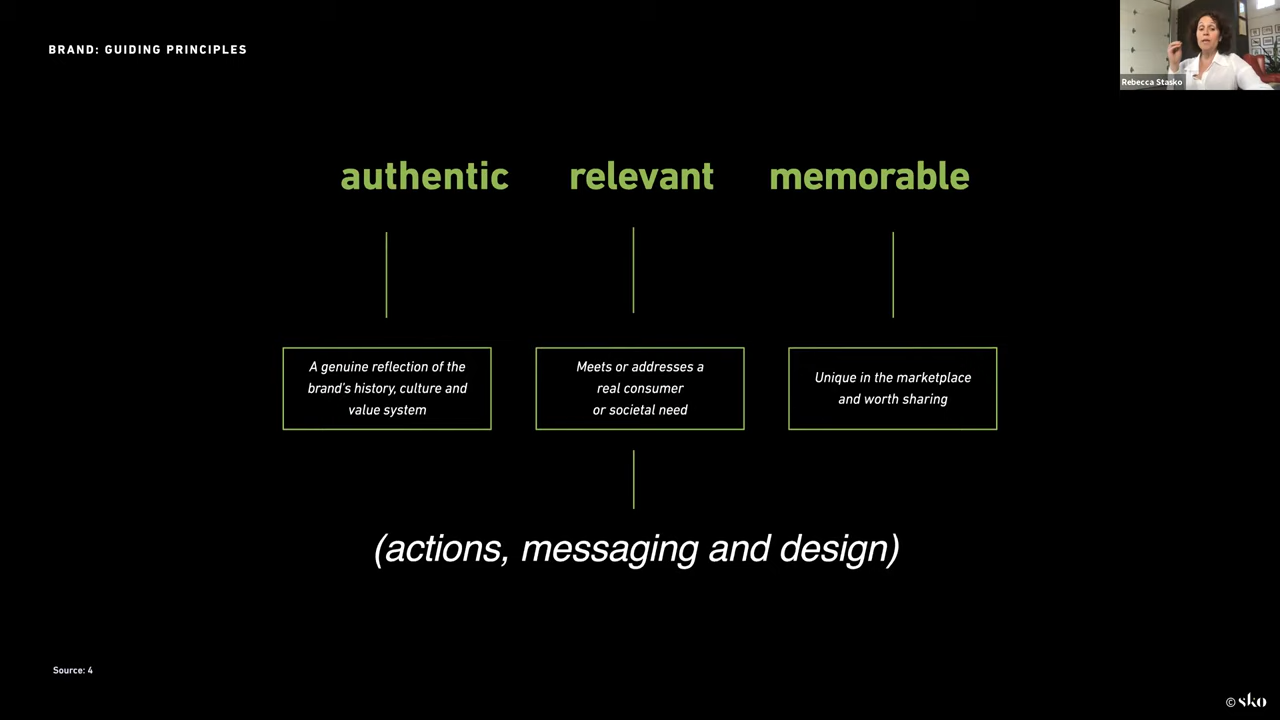 BRAND: GUIDING PRINCIPLES
Rebecca Stasko
authentic relevant memorable
A genuine reflection of the
brand's history, culture and
value system
Meets or addresses a
real consumer
or societal need
Unique in the marketplace
and worth sharing
(actions, messaging and design)
Source: 4
© sko